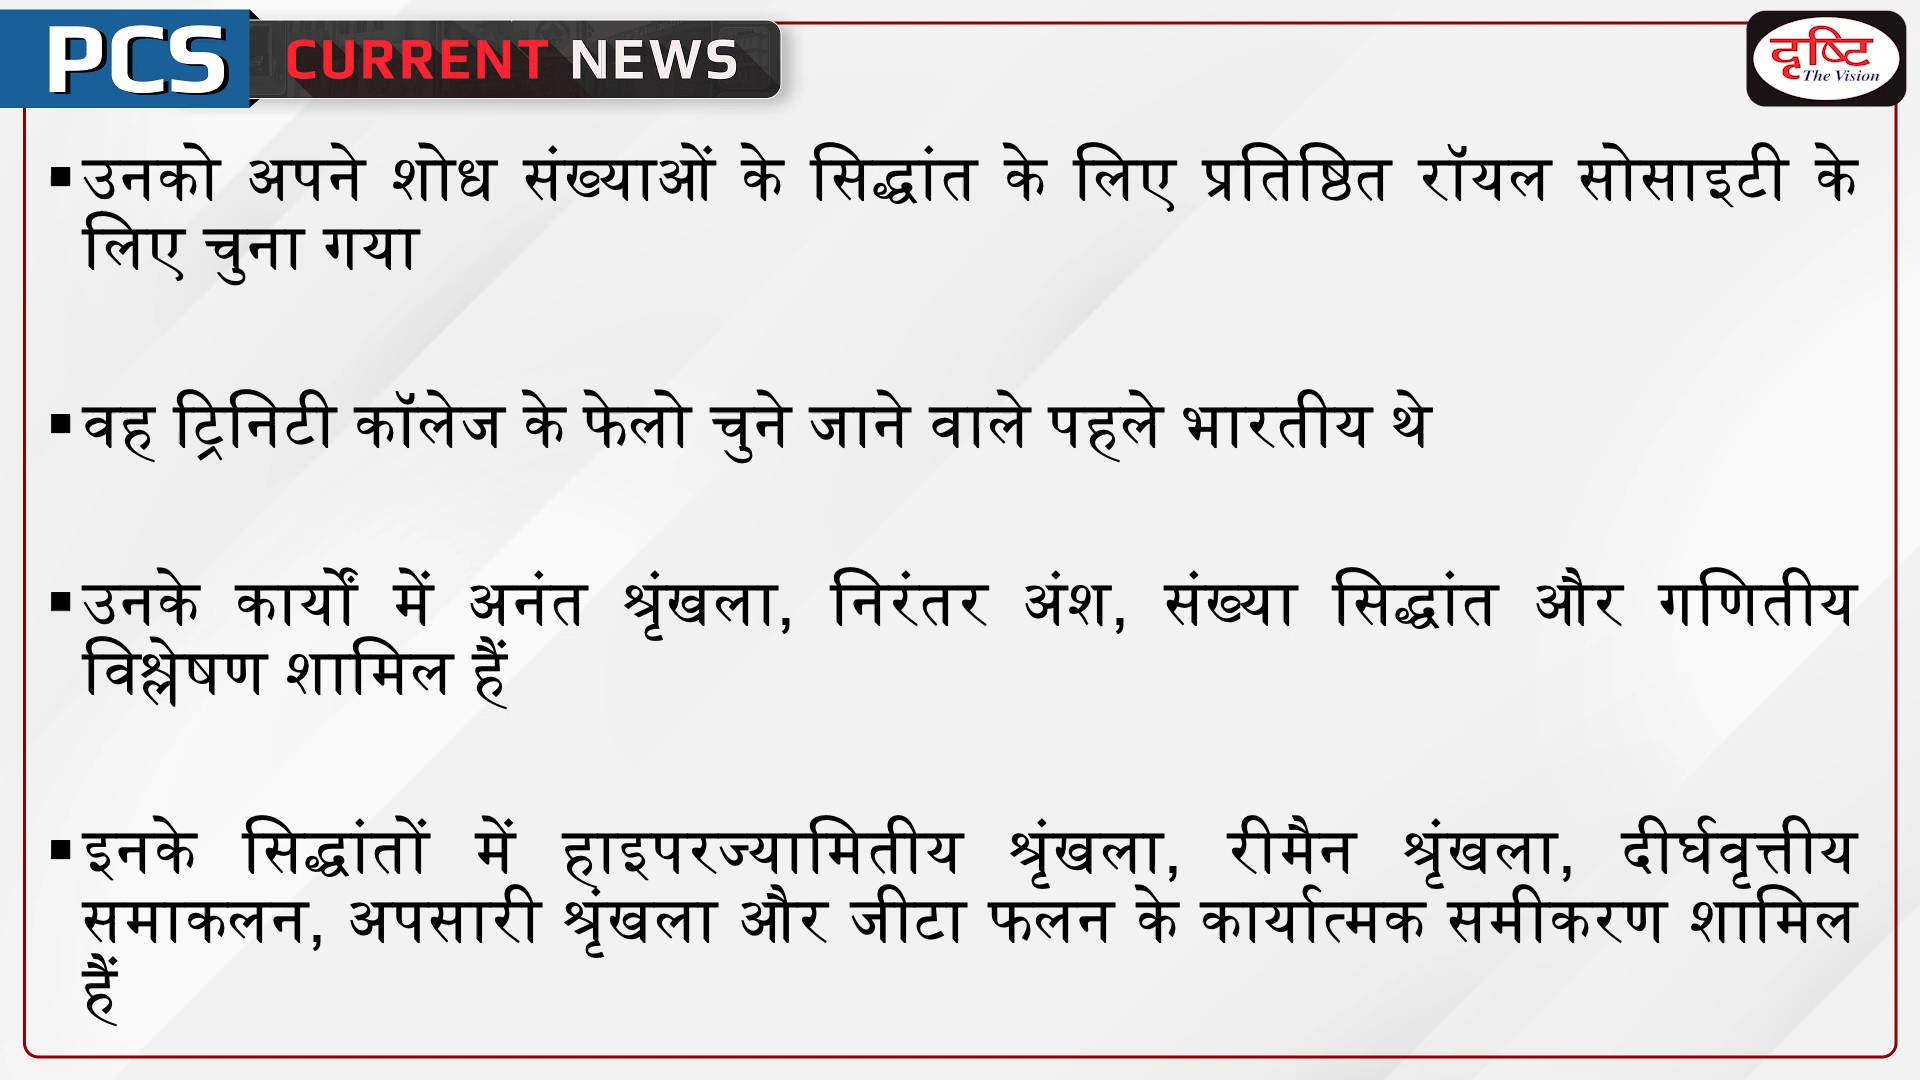 PCS CURRENT NEWS
दृष्टि
The Vision
▪उनको अपने शोध संख्याओं के सिद्धांत के लिए प्रतिष्ठित रॉयल सोसाइटी के
लिए चुना गया
▪वह ट्रिनिटी कॉलेज के फेलो चुने जाने वाले पहले भारतीय थे
▪उनके कार्यों में अनंत श्रृंखला, निरंतर अंश, संख्या सिद्धांत और गणितीय
विश्लेषण शामिल हैं
▪इनके सिद्धांतों में हाइपरज्यामितीय श्रृंखला, रीमैन श्रृंखला, दीर्घवृत्तीय
समाकलन, अपसारी श्रृंखला और जीटा फलन के कार्यात्मक समीकरण शामिल
हैं